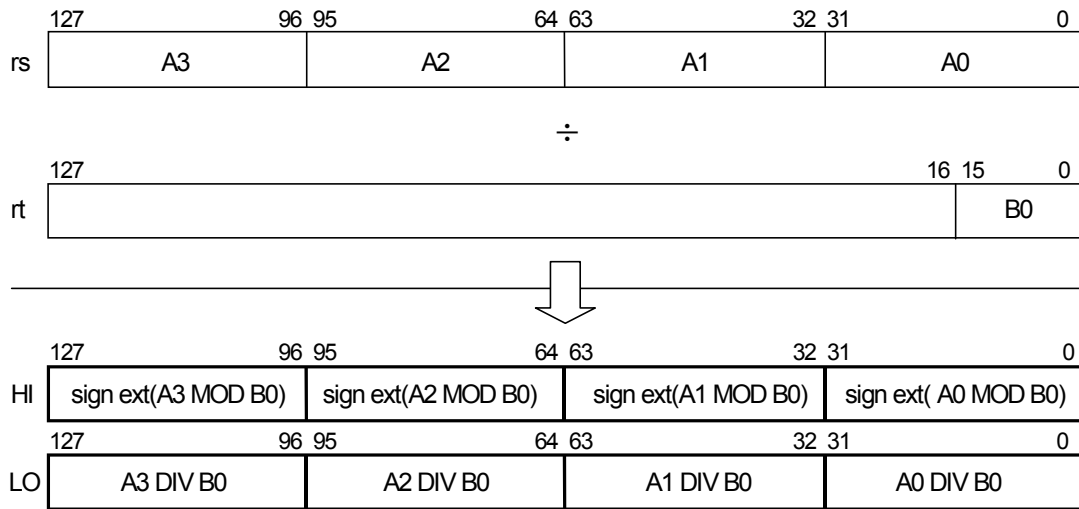 127 96 95 64 63 32 31 0
rs A3 A2 A1 A0
÷
127 16 15 0
rt B0
127 96 95 64 63 32 31 0
HI sign ext(A3 MOD B0) sign ext(A2 MOD B0) sign ext(A1 MOD B0) sign ext( A0 MOD B0)
127 96 95 64 63 32 31 0
LO A3 DIV B0 A2 DIV B0 A1 DIV B0 A0 DIV B0